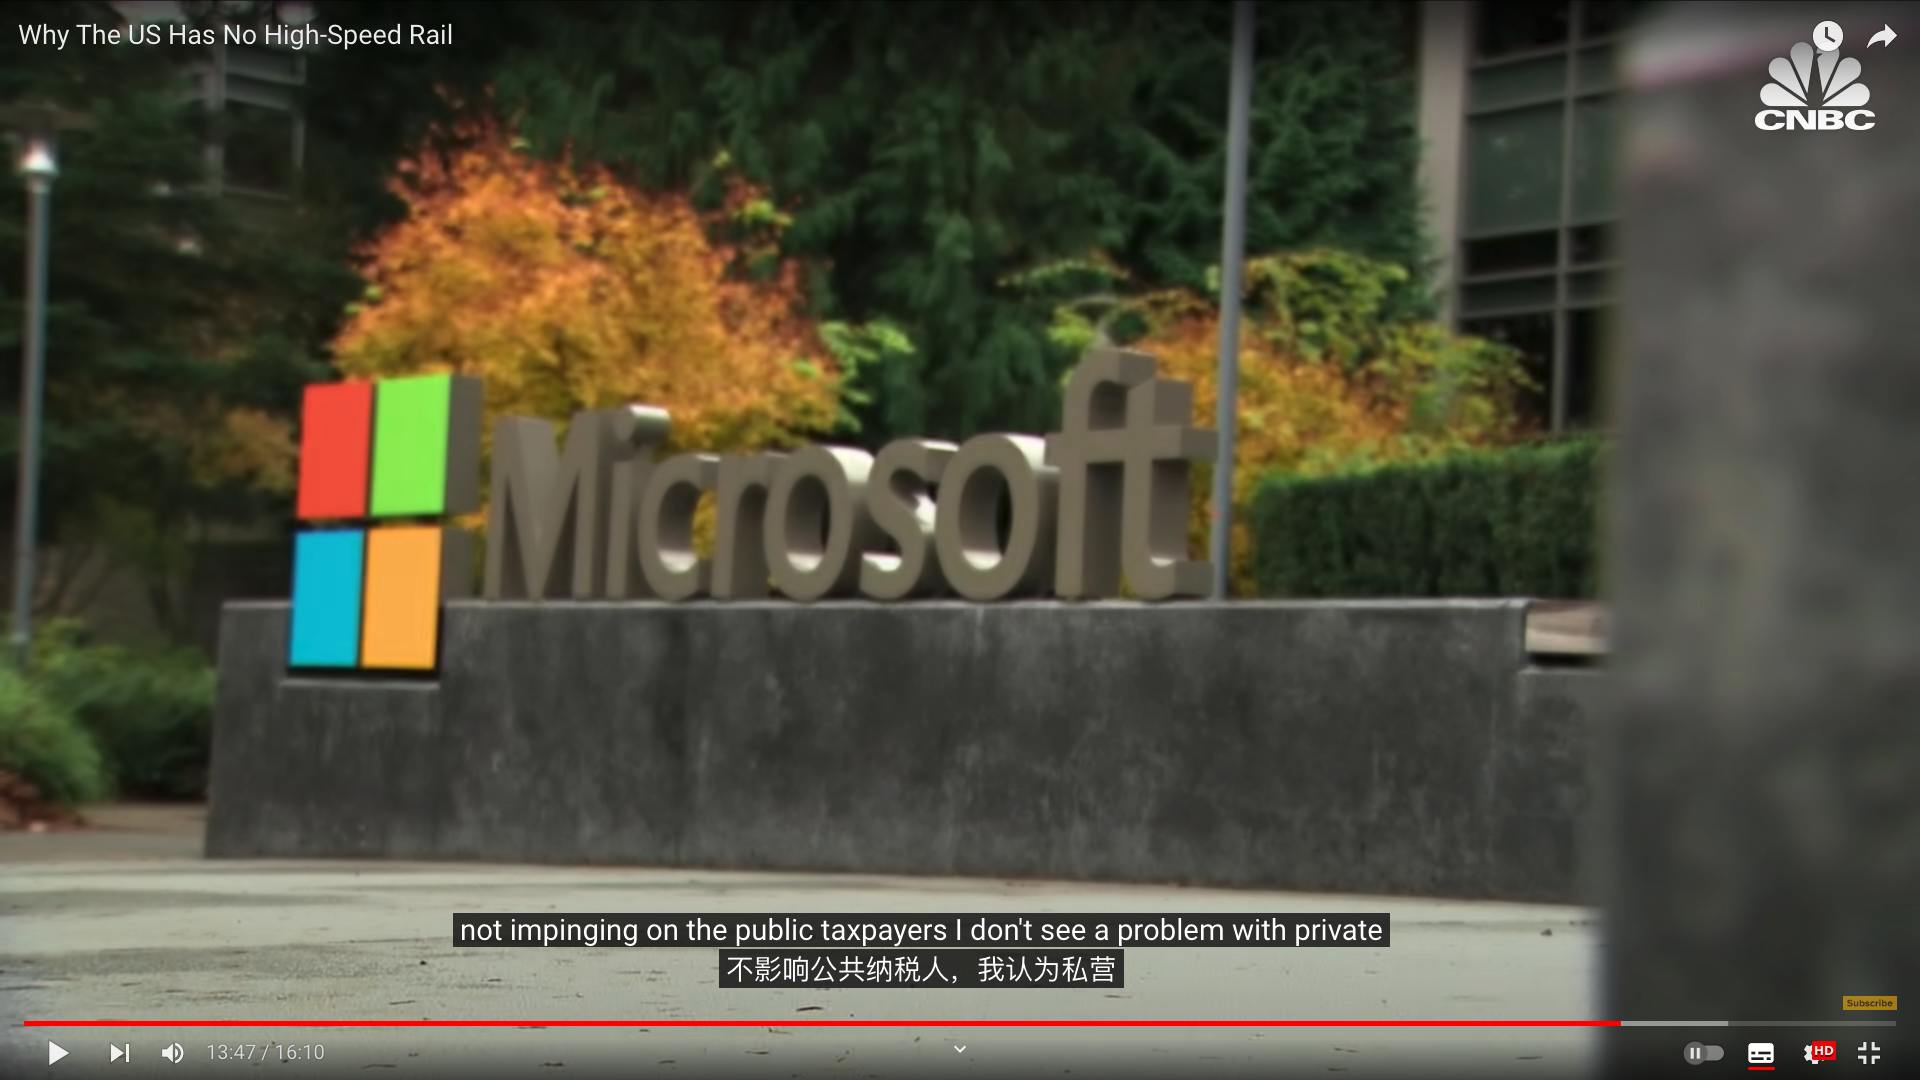 Why The US Has No High-Speed Rail
CNBC
Microsoft
not impinging on the public taxpayers I don't see a problem with private
不影响公共纳税人，我认为私营
Subscribe
13:47 / 16:10
HD